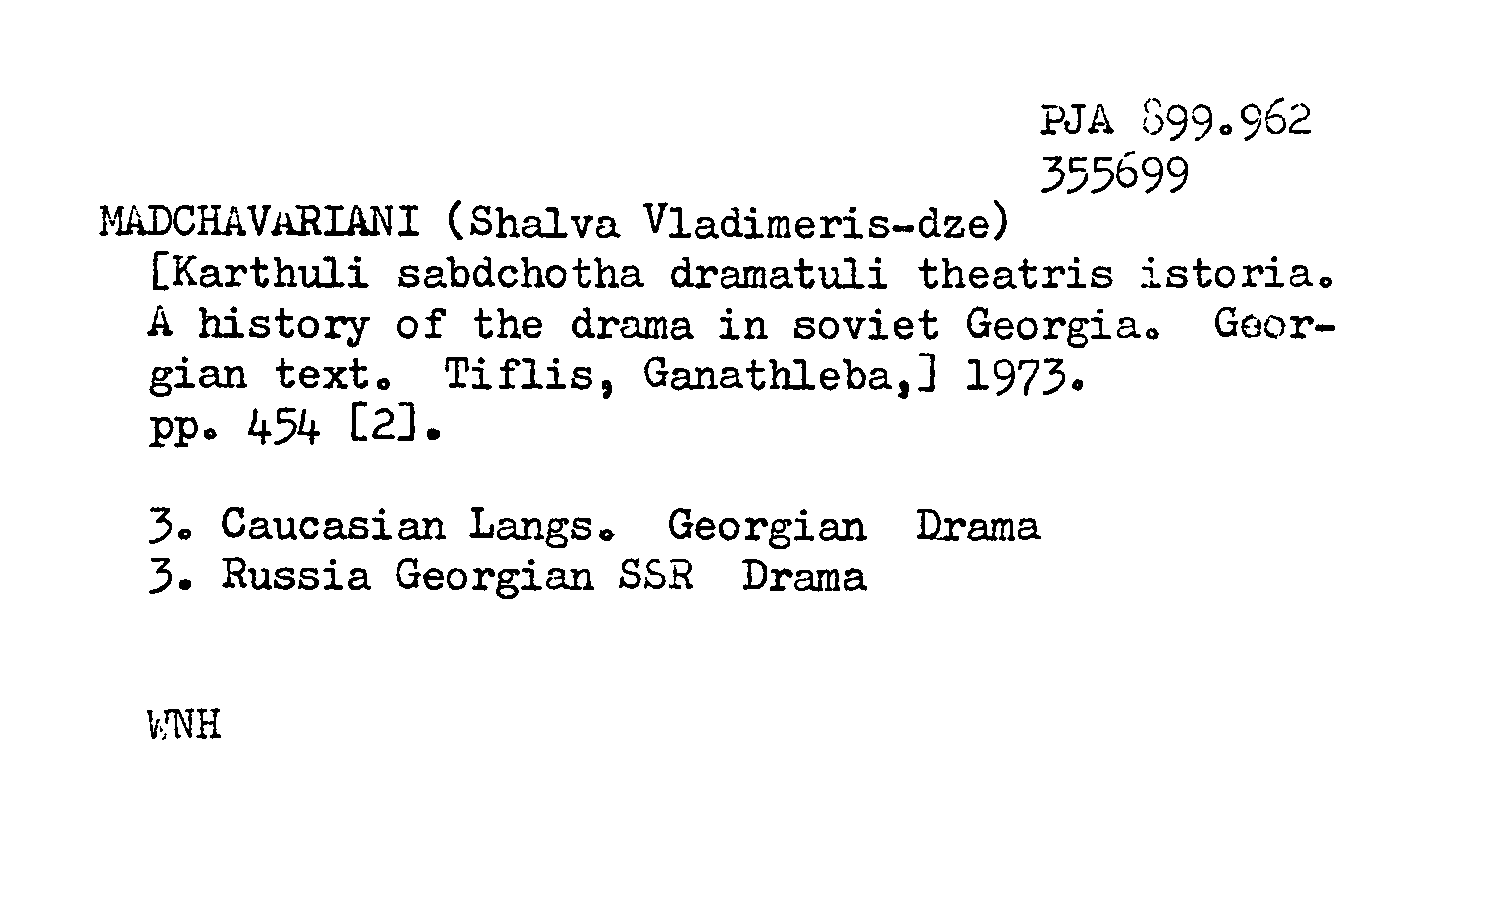 PJA 899.962
355699
MADCHAVARIANI (Shalva Vladimeris-dze)
[Karthuli sabdchotha dramatuli theatris istoria.
A history of the drama in soviet Georgia. Geor-
gian text. Tiflis, Ganathleba,] 1973.
pp. 454 [2].
3. Caucasian Langs. Georgian Drama
3. Russia Georgian SSR Drama
WNH